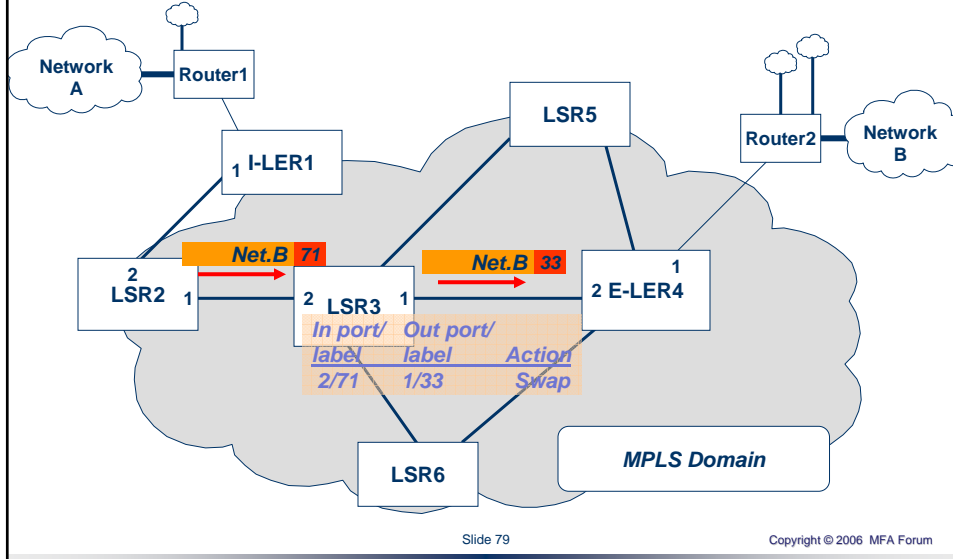 Network
A
Router1
LSR5
Router2
Network
B
I-LER1
1
Net.B 71
Net.B 33
2
LSR2
1
2
LSR3
1
1
2 E-LER4
In port/ Out port/
label label Action
2/71 1/33 Swap
LSR6
MPLS Domain
Slide 79
Copyright © 2006 MFA Forum